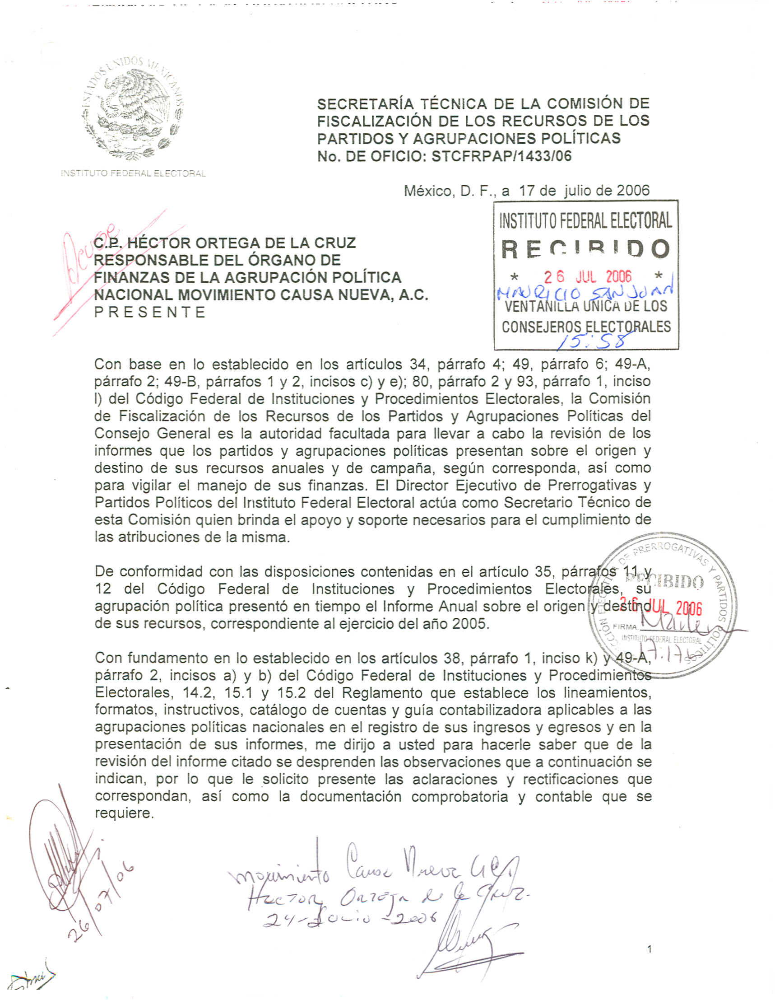 ESTADOS UNIDOS MEXICANOS
INSTITUTO FEDERAL ELECTORAL
SECRETARÍA TÉCNICA DE LA COMISIÓN DE
FISCALIZACIÓN DE LOS RECURSOS DE LOS
PARTIDOS Y AGRUPACIONES POLÍTICAS
No. DE OFICIO: STCFRPAP/1433/06
México, D. F., a 17 de julio de 2006
INSTITUTO FEDERAL ELECTORAL
RECIBIDO
* 26 JUL 2006 *
MAURICIO SAN JUAN
VENTANILLA UNICA DE LOS
CONSEJEROS ELECTORALES
15:58
Acuse
C.P. HÉCTOR ORTEGA DE LA CRUZ
RESPONSABLE DEL ÓRGANO DE
FINANZAS DE LA AGRUPACIÓN POLÍTICA
NACIONAL MOVIMIENTO CAUSA NUEVA, A.C.
P R E S E N T E
Con base en lo establecido en los artículos 34, párrafo 4; 49, párrafo 6; 49-A,
párrafo 2; 49-B, párrafos 1 y 2, incisos c) y e); 80, párrafo 2 y 93, párrafo 1, inciso
l) del Código Federal de Instituciones y Procedimientos Electorales, la Comisión
de Fiscalización de los Recursos de los Partidos y Agrupaciones Políticas del
Consejo General es la autoridad facultada para llevar a cabo la revisión de los
informes que los partidos y agrupaciones políticas presentan sobre el origen y
destino de sus recursos anuales y de campaña, según corresponda, así como
para vigilar el manejo de sus finanzas. El Director Ejecutivo de Prerrogativas y
Partidos Políticos del Instituto Federal Electoral actúa como Secretario Técnico de
esta Comisión quien brinda el apoyo y soporte necesarios para el cumplimiento de
las atribuciones de la misma.
De conformidad con las disposiciones contenidas en el artículo 35, párrafos 11 y
12 del Código Federal de Instituciones y Procedimientos Electorales, su
agrupación política presentó en tiempo el Informe Anual sobre el origen y destino
de sus recursos, correspondiente al ejercicio del año 2005.
DIRECCIÓN EJECUTIVA DE PRERROGATIVAS Y PARTIDOS POLÍTICOS
RECIBIDO
26 JUL 2006
FIRMA
INSTITUTO FEDERAL ELECTORAL
Con fundamento en lo establecido en los artículos 38, párrafo 1, inciso k) y 49-A,
párrafo 2, incisos a) y b) del Código Federal de Instituciones y Procedimientos
Electorales, 14.2, 15.1 y 15.2 del Reglamento que establece los lineamientos,
formatos, instructivos, catálogo de cuentas y guía contabilizadora aplicables a las
agrupaciones políticas nacionales en el registro de sus ingresos y egresos y en la
presentación de sus informes, me dirijo a usted para hacerle saber que de la
revisión del informe citado se desprenden las observaciones que a continuación se
indican, por lo que le solicito presente las aclaraciones y rectificaciones que
correspondan, así como la documentación comprobatoria y contable que se
requiere.
26/07/06
Movimiento Causa Nueva
Hector Ortega de la Cruz.
24-Julio-2006
1